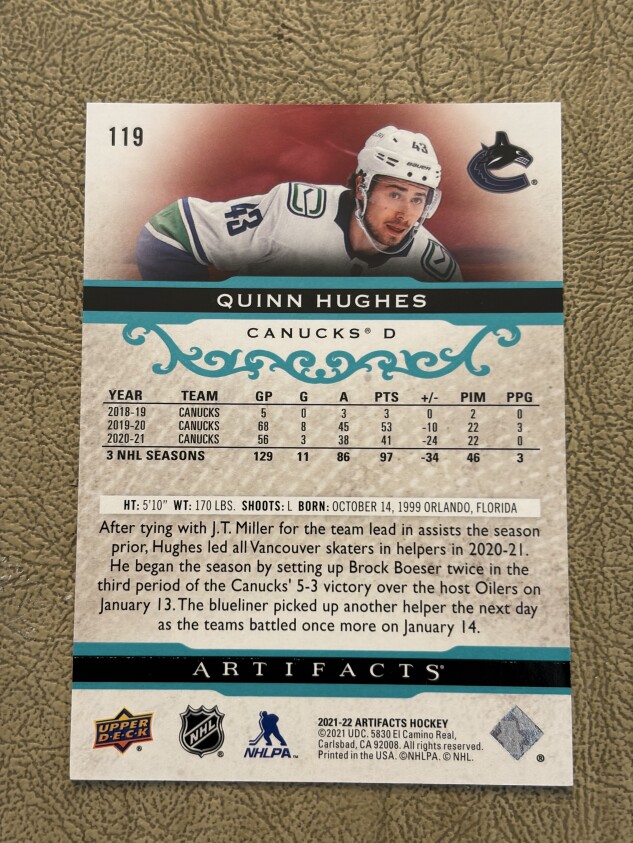 119
43
BAUER
43
®
QUINN HUGHES
CANUCKS® D
YEAR TEAM GP G A PTS +/- PIM PPG
2018-19 CANUCKS 5 0 3 3 0 2 0
2019-20 CANUCKS 68 8 45 53 -10 22 3
2020-21 CANUCKS 56 3 38 41 -24 22 0
3 NHL SEASONS 129 11 86 97 -34 46 3
HT: 5'10" WT: 170 LBS. SHOOTS: L BORN: OCTOBER 14, 1999 ORLANDO, FLORIDA
After tying with J.T. Miller for the team lead in assists the season
prior, Hughes led all Vancouver skaters in helpers in 2020-21.
He began the season by setting up Brock Boeser twice in the
third period of the Canucks' 5-3 victory over the host Oilers on
January 13. The blueliner picked up another helper the next day
as the teams battled once more on January 14.
ARTIFACTS®
UPPER
DECK
®
NHL
®
NHLPA™
2021-22 ARTIFACTS HOCKEY
©2021 UDC. 5830 El Camino Real,
Carlsbad, CA 92008. All rights reserved.
Printed in the USA. ©NHLPA. © NHL.
®